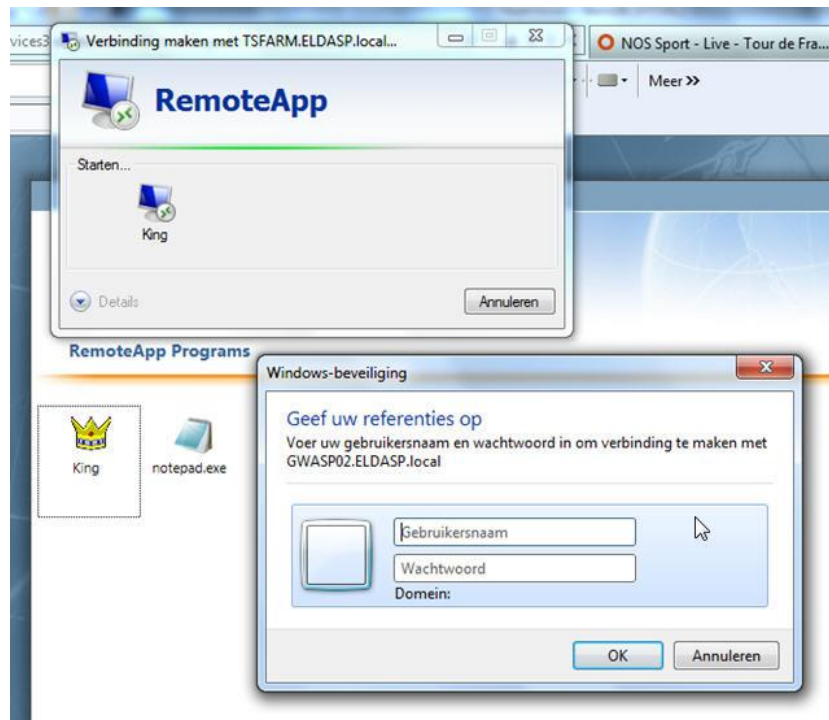 vices3
Verbinding maken met TSFARM.ELDASP.local...
NOS Sport - Live - Tour de Fra...
Meer >>
RemoteApp
Starten...
King
Details
Annuleren
RemoteApp Programs
King
notepad.exe
Windows-beveiliging
Geef uw referenties op
Voer uw gebruikersnaam en wachtwoord in om verbinding te maken met
GWASP02.ELDASP.local
Gebruikersnaam
Wachtwoord
Domein:
OK
Annuleren